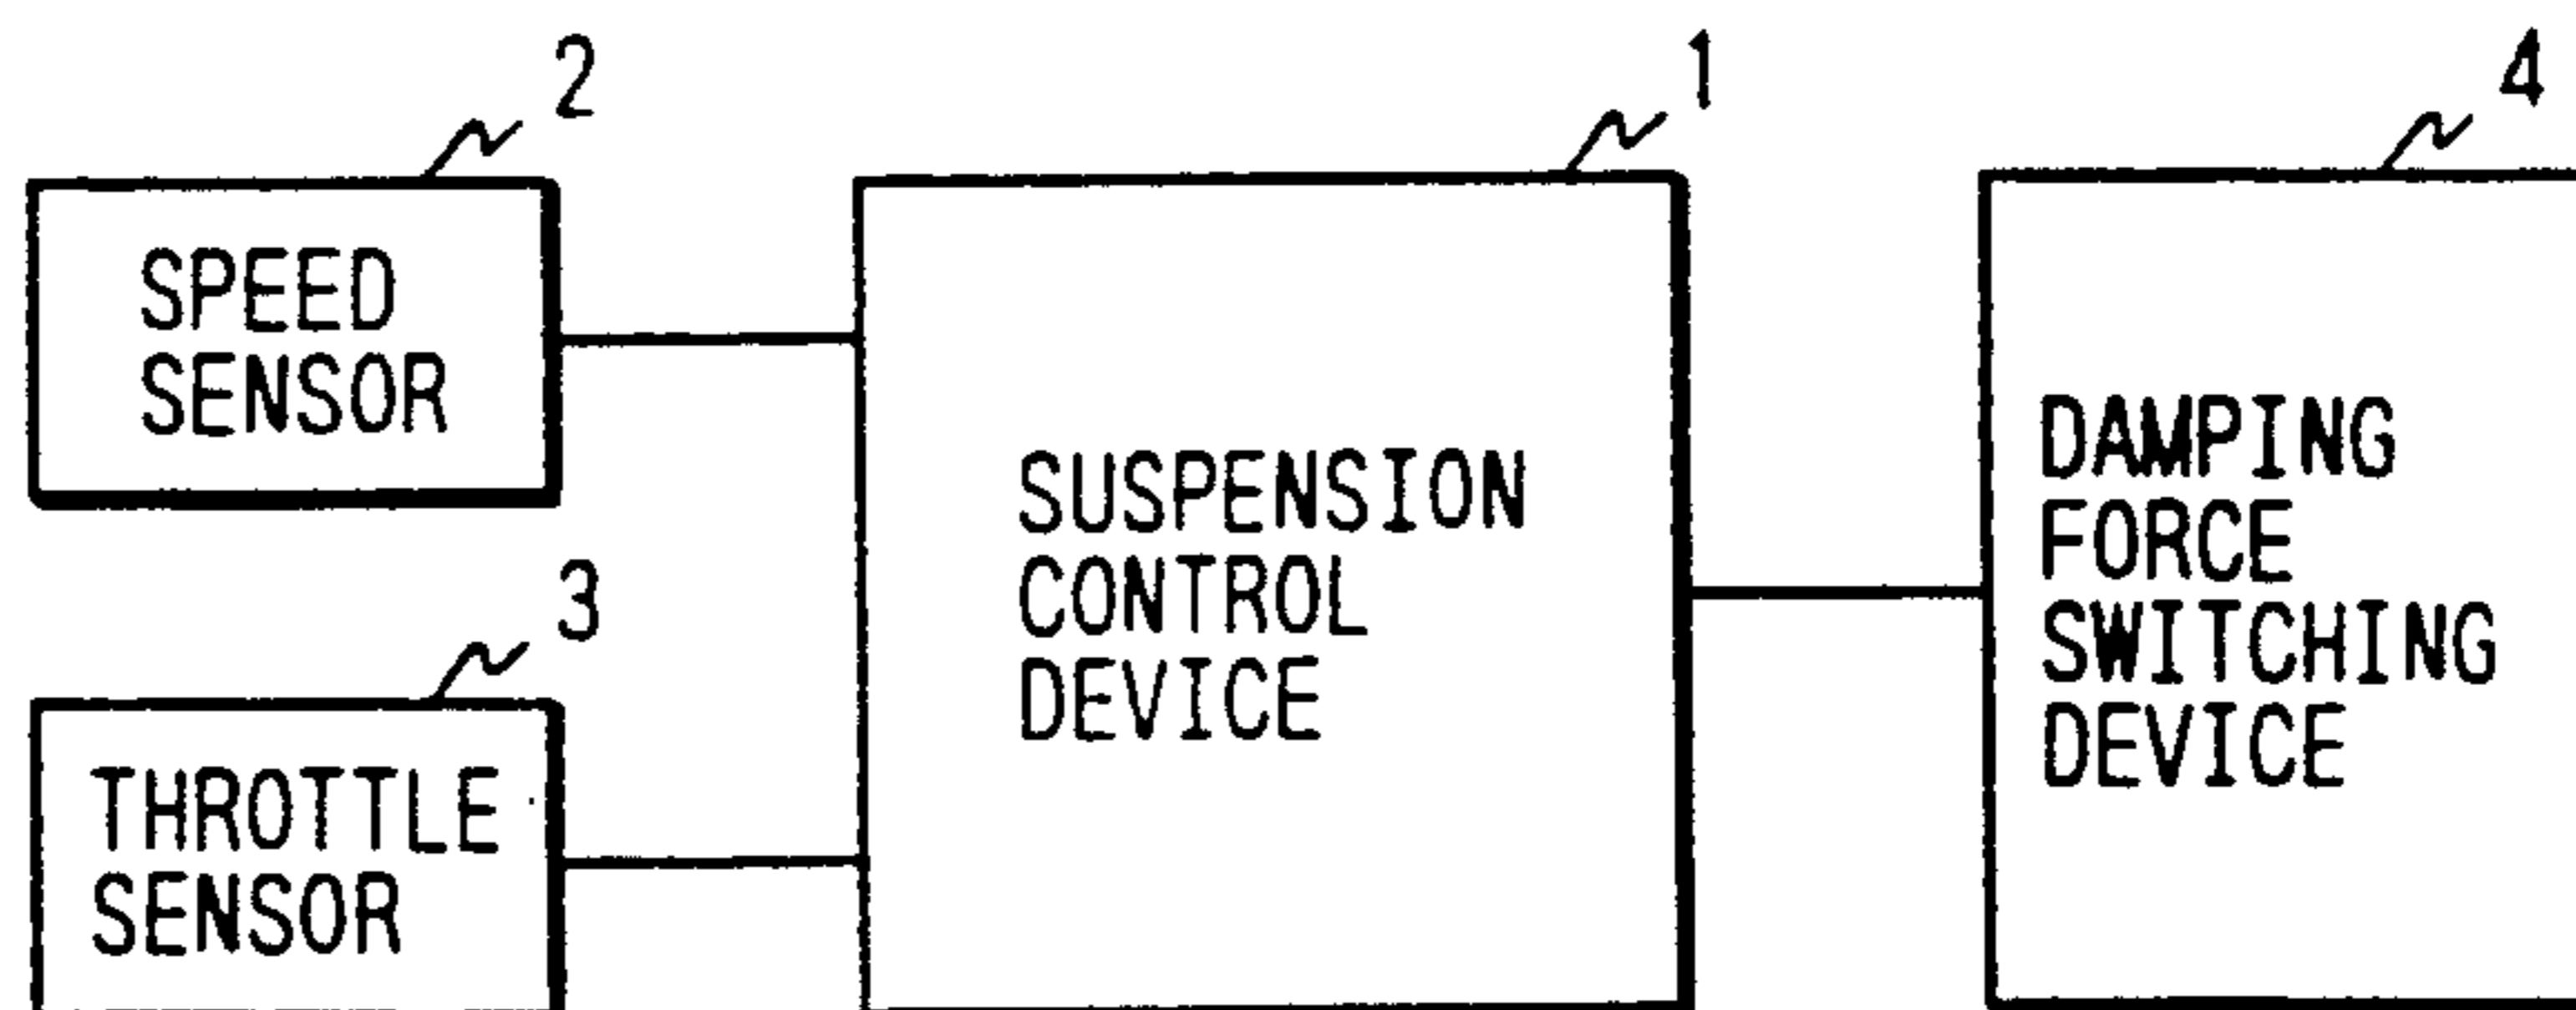 2
1
4
SPEED
SENSOR
SUSPENSION
CONTROL
DEVICE
DAMPING
FORCE
SWITCHING
DEVICE
3
THROTTLE
SENSOR